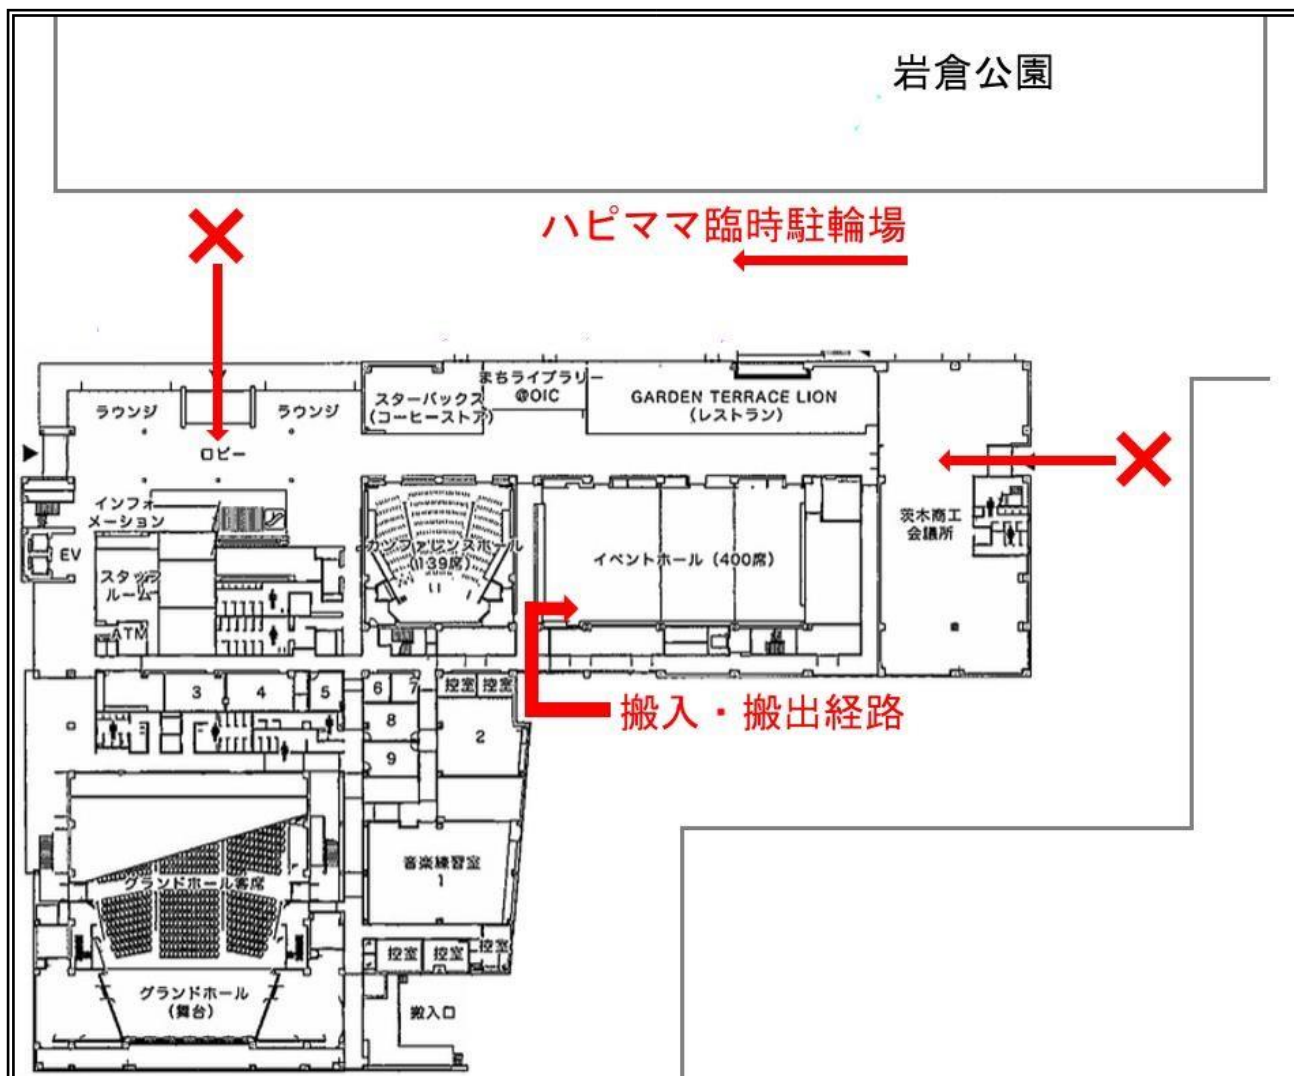 岩倉公園
ハピママ臨時駐輪場
ラウンジ
ラウンジ
スターバックス
(コーヒーストア)
まちライブラリー
@OIC
GARDEN TERRACE LION
(レストラン)
ロビー
インフォ
メーション
EV
スタッフ
ルーム
ATM
カンファレンスホール
(139席)
イベントホール (400席)
茨木商工
会議所
搬入・搬出経路
3
4
5
6
7
控室
控室
8
2
9
音楽練習室
1
グランドホール客席
控室
控室
控室
グランドホール
(舞台)
搬入口